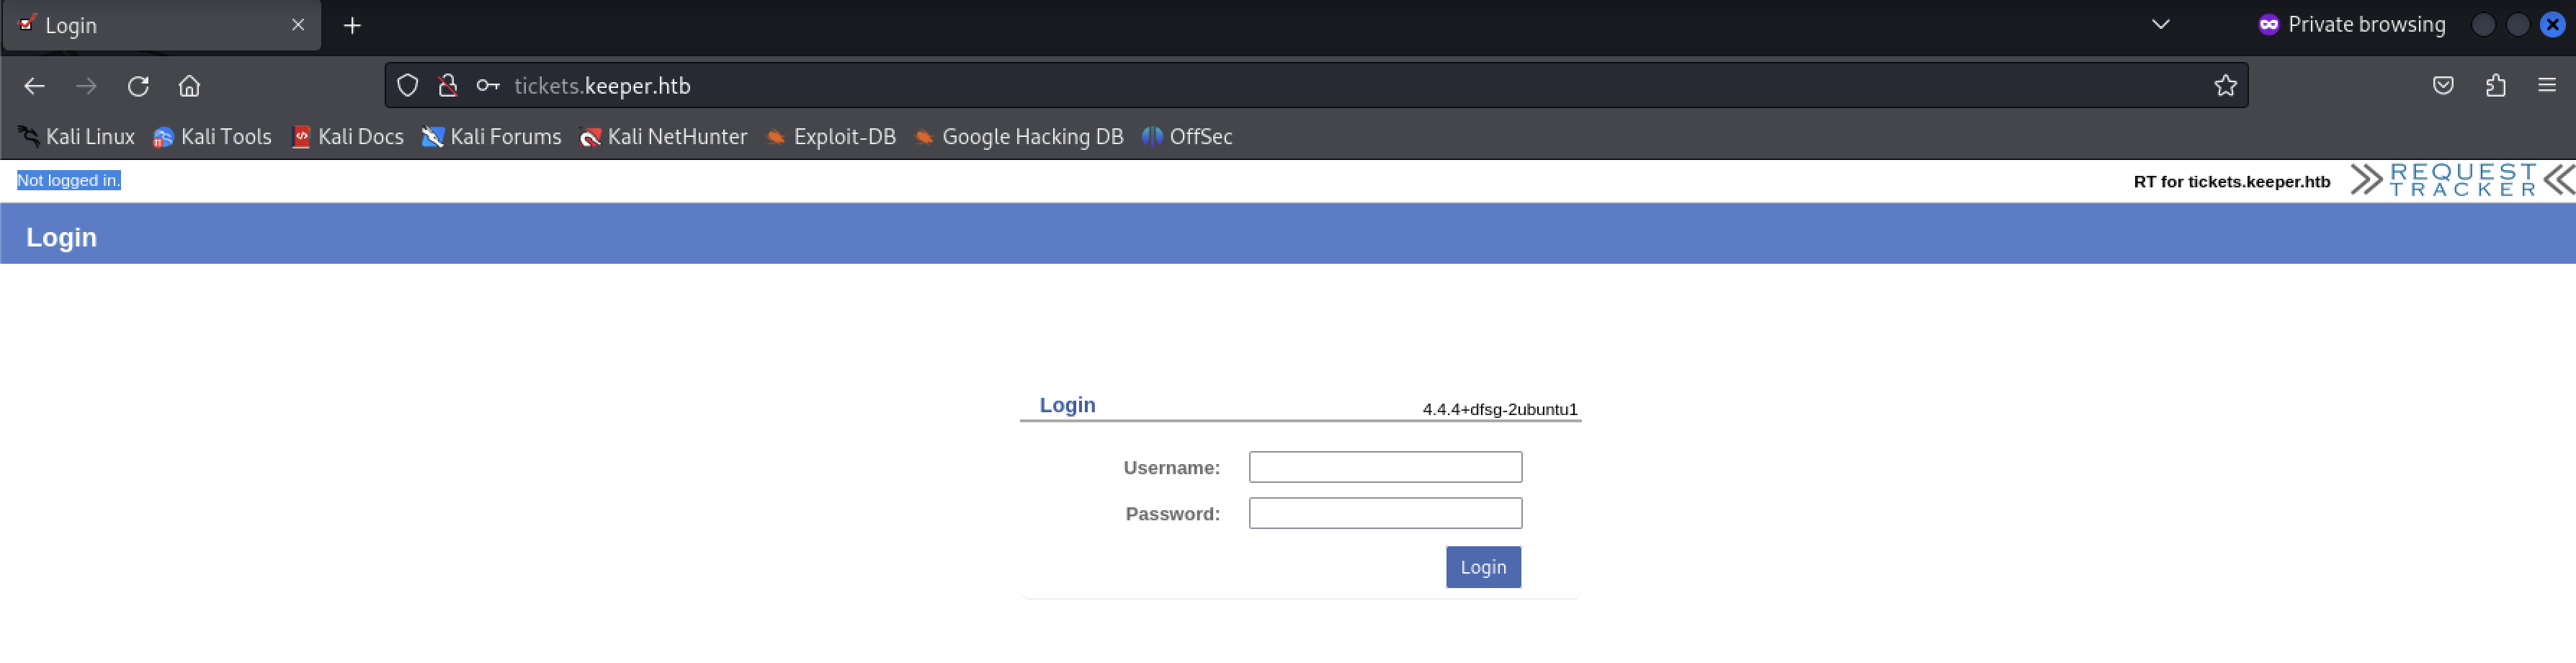 Login
Private browsing
tickets.keeper.htb
Kali Linux Kali Tools Kali Docs Kali Forums Kali NetHunter Exploit-DB Google Hacking DB OffSec
Not logged in.
RT for tickets.keeper.htb
REQUEST
TRACKER
Login
Login
4.4.4+dfsg-2ubuntu1
Username:
Password:
Login